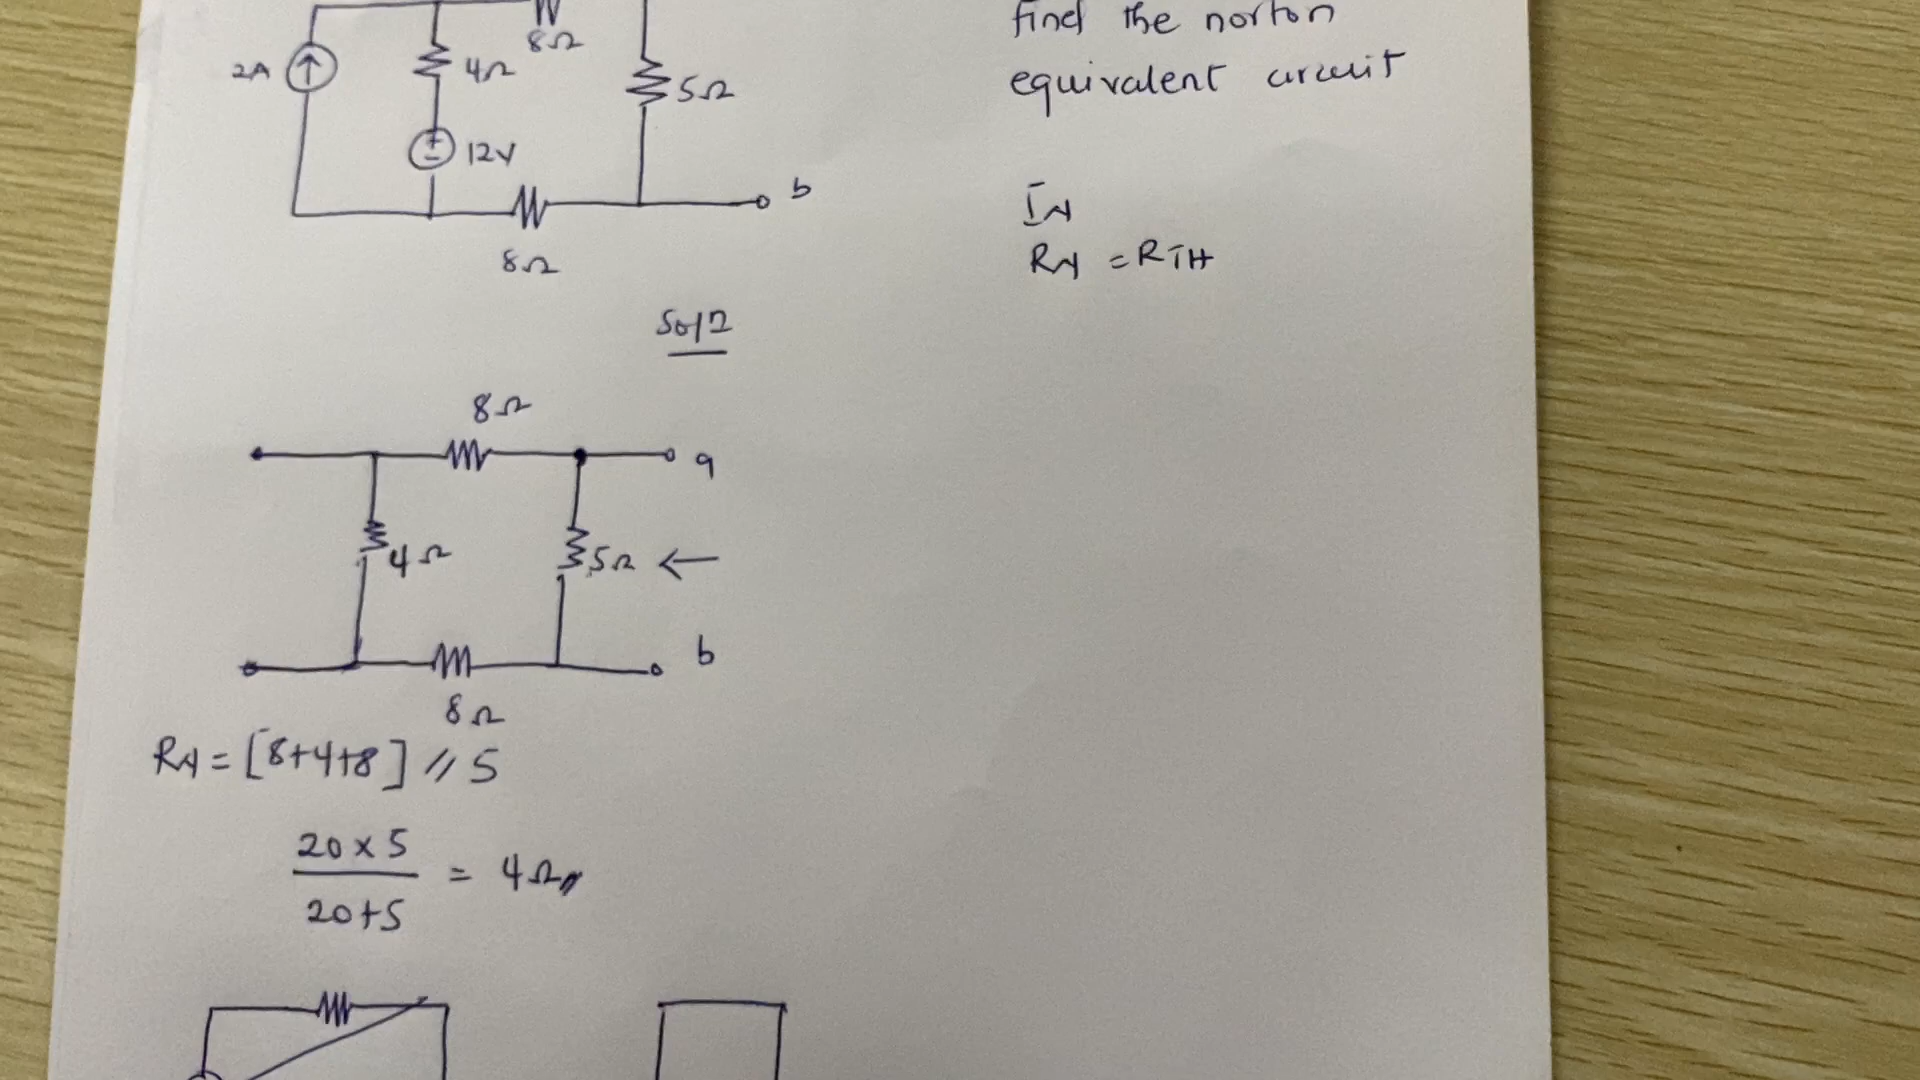 8Ω
2A
4Ω
5Ω
12V
b
8Ω
find the norton
equivalent circuit
IN
RN = RTH
Soln
8Ω
a
4Ω
5Ω
b
8Ω
RN = [8+4+8] // 5
20 x 5
20+5
= 4Ω